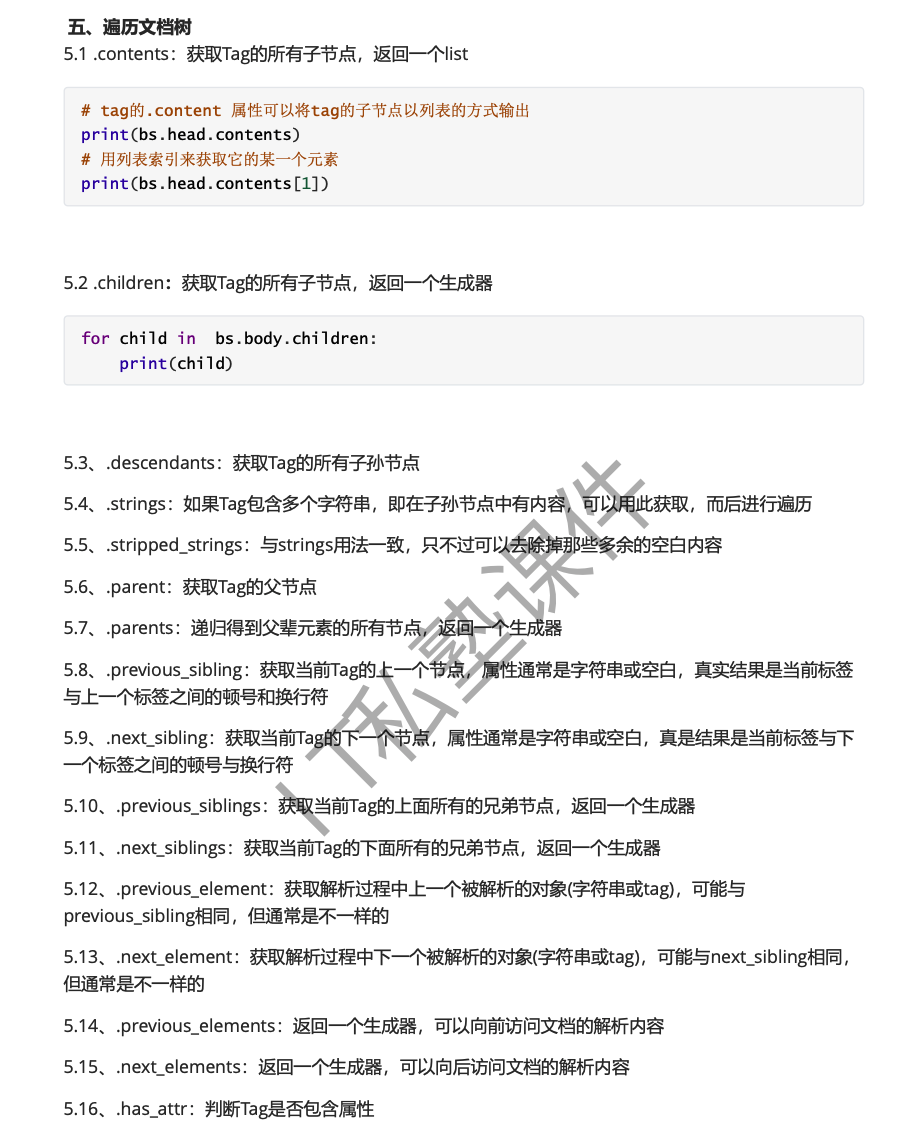 五、遍历文档树
5.1 .contents：获取Tag的所有子节点，返回一个list
# tag的.content 属性可以将tag的子节点以列表的方式输出
print(bs.head.contents)
# 用列表索引来获取它的某一个元素
print(bs.head.contents[1])
5.2 .children：获取Tag的所有子节点，返回一个生成器
for child in  bs.body.children:
    print(child)
5.3、.descendants：获取Tag的所有子孙节点
5.4、.strings：如果Tag包含多个字符串，即在子孙节点中有内容，可以用此获取，而后进行遍历
5.5、.stripped_strings：与strings用法一致，只不过可以去除掉那些多余的空白内容
5.6、.parent：获取Tag的父节点
5.7、.parents：递归得到父辈元素的所有节点，返回一个生成器
5.8、.previous_sibling：获取当前Tag的上一个节点，属性通常是字符串或空白，真实结果是当前标签
与上一个标签之间的顿号和换行符
5.9、.next_sibling：获取当前Tag的下一个节点，属性通常是字符串或空白，真是结果是当前标签与下
一个标签之间的顿号与换行符
5.10、.previous_siblings：获取当前Tag的上面所有的兄弟节点，返回一个生成器
5.11、.next_siblings：获取当前Tag的下面所有的兄弟节点，返回一个生成器
5.12、.previous_element：获取解析过程中上一个被解析的对象(字符串或tag)，可能与
previous_sibling相同，但通常是不一样的
5.13、.next_element：获取解析过程中下一个被解析的对象(字符串或tag)，可能与next_sibling相同，
但通常是不一样的
5.14、.previous_elements：返回一个生成器，可以向前访问文档的解析内容
5.15、.next_elements：返回一个生成器，可以向后访问文档的解析内容
5.16、.has_attr：判断Tag是否包含属性
IT私塾课件